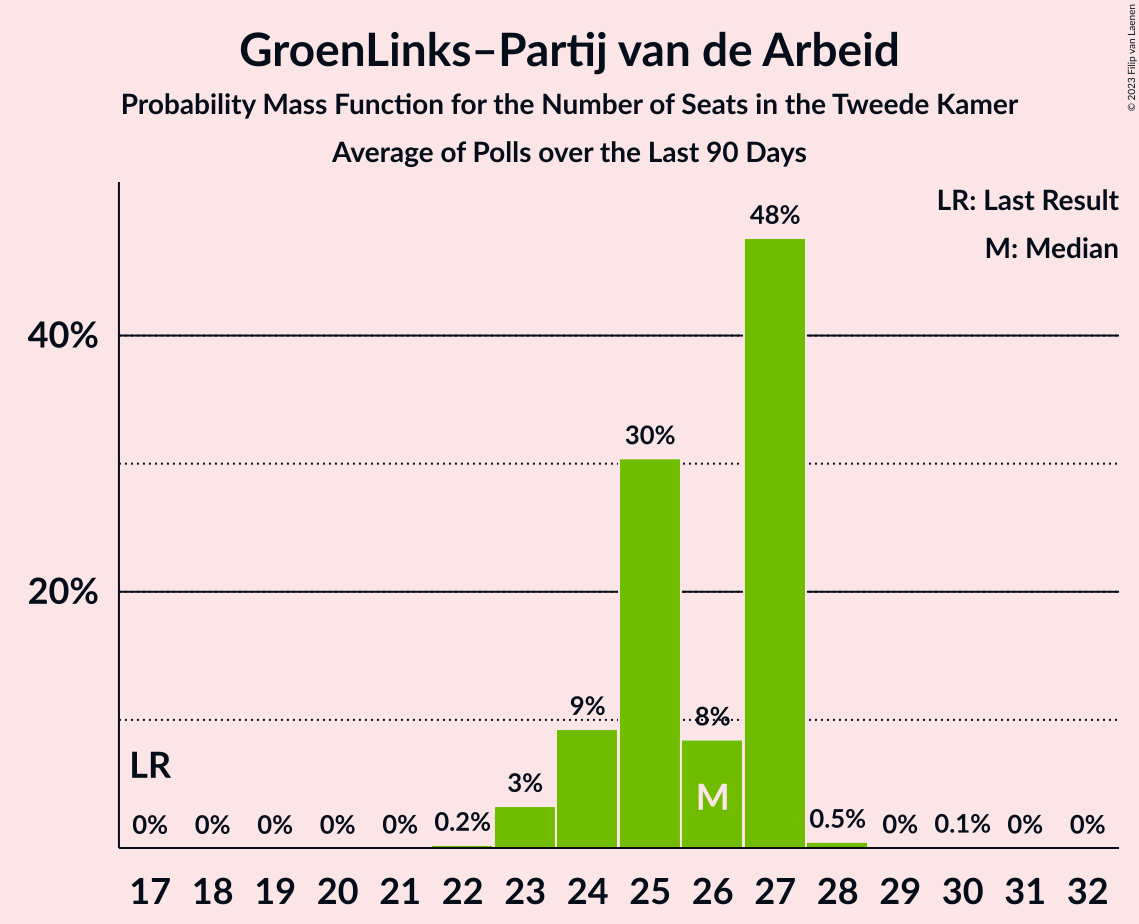 GroenLinks–Partij van de Arbeid
Probability Mass Function for the Number of Seats in the Tweede Kamer
Average of Polls over the Last 90 Days
© 2023 Filip van Laenen
LR: Last Result
M: Median
48%
40%
30%
20%
9%
8%
LR
3%
M
0% 0% 0% 0% 0% 0.2% 0.5% 0% 0.1% 0% 0%
17 18 19 20 21 22 23 24 25 26 27 28 29 30 31 32